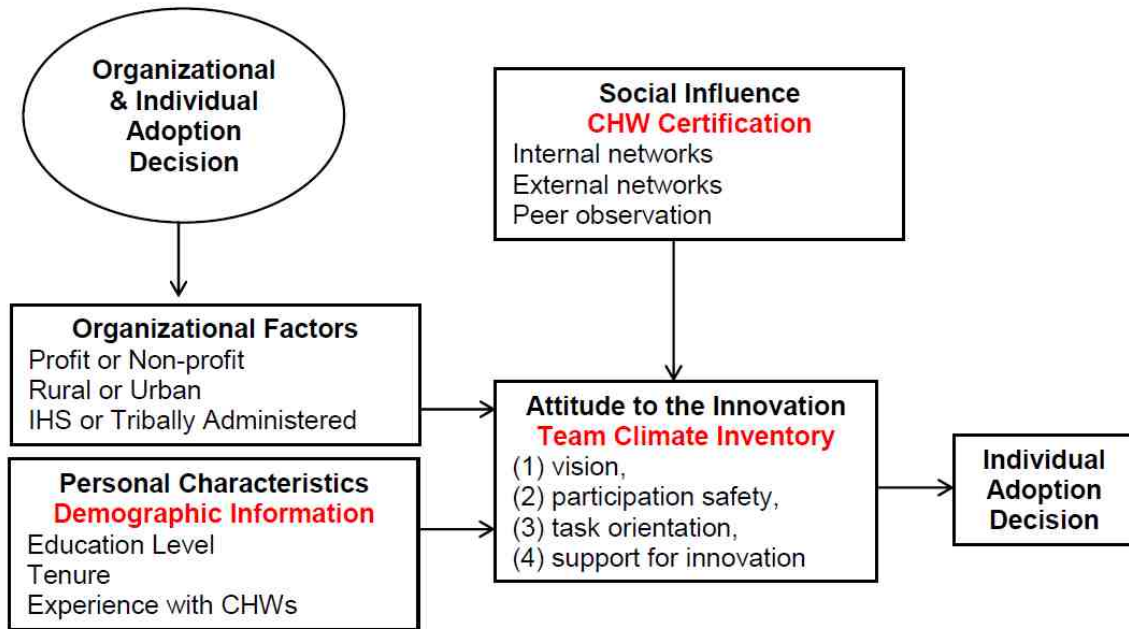 Organizational
& Individual
Adoption
Decision
Social Influence
CHW Certification
Internal networks
External networks
Peer observation
Organizational Factors
Profit or Non-profit
Rural or Urban
IHS or Tribally Administered
Personal Characteristics
Demographic Information
Education Level
Tenure
Experience with CHWs
Attitude to the Innovation
Team Climate Inventory
(1) vision,
(2) participation safety,
(3) task orientation,
(4) support for innovation
Individual
Adoption
Decision